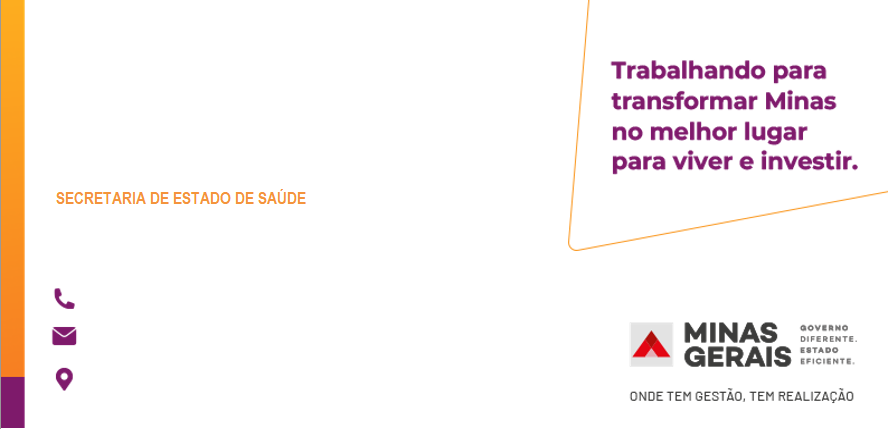 Trabalhando para
transformar Minas
no melhor lugar
para viver e investir.
SECRETARIA DE ESTADO DE SAÚDE
MINAS
GERAIS
GOVERNO
DIFERENTE.
ESTADO
EFICIENTE.
ONDE TEM GESTÃO, TEM REALIZAÇÃO